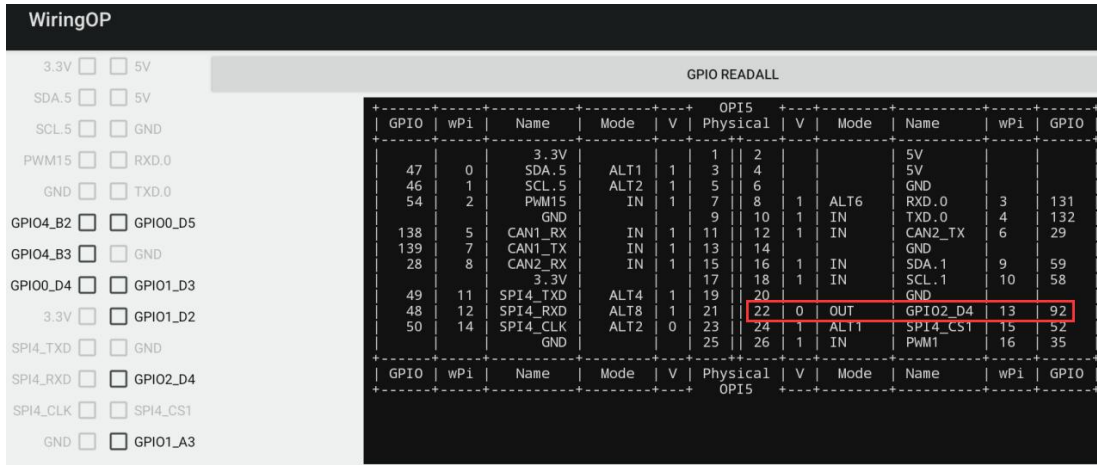 WiringOP
3.3V 5V
SDA.5 5V
SCL.5 GND
PWM15 RXD.0
GND TXD.0
GPIO4_B2 GPIO0_D5
GPIO4_B3 GND
GPIO0_D4 GPIO1_D3
3.3V GPIO1_D2
SPI4_TXD GND
SPI4_RXD GPIO2_D4
SPI4_CLK SPI4_CS1
GND GPIO1_A3
GPIO READALL
+------+-----+----------+--------+---+ OPI5 +---+--------+----------+-----+------+
| GPIO | wPi | Name | Mode | V | Physical | V | Mode | Name | wPi | GPIO |
+------+-----+----------+--------+---+----++----+---+--------+----------+-----+------+
| | | 3.3V | | | 1 || 2 | | | 5V | | |
| 47 | 0 | SDA.5 | ALT1 | 1 | 3 || 4 | | | 5V | | |
| 46 | 1 | SCL.5 | ALT2 | 1 | 5 || 6 | | | GND | | |
| 54 | 2 | PWM15 | IN | 1 | 7 || 8 | 1 | ALT6 | RXD.0 | 3 | 131 |
| | | GND | | | 9 || 10 | 1 | IN | TXD.0 | 4 | 132 |
| 138 | 5 | CAN1_RX | IN | 1 | 11 || 12 | 1 | IN | CAN2_TX | 6 | 29 |
| 139 | 7 | CAN1_TX | IN | 1 | 13 || 14 | | | GND | | |
| 28 | 8 | CAN2_RX | IN | 1 | 15 || 16 | 1 | IN | SDA.1 | 9 | 59 |
| | | 3.3V | | | 17 || 18 | 1 | IN | SCL.1 | 10 | 58 |
| 49 | 11 | SPI4_TXD | ALT4 | 1 | 19 || 20 | | | GND | | |
| 48 | 12 | SPI4_RXD | ALT8 | 1 | 21 || 22 | 0 | OUT | GPIO2_D4 | 13 | 92 |
| 50 | 14 | SPI4_CLK | ALT2 | 0 | 23 || 24 | 1 | ALT1 | SPI4_CS1 | 15 | 52 |
| | | GND | | | 25 || 26 | 1 | IN | PWM1 | 16 | 35 |
+------+-----+----------+--------+---+----++----+---+--------+----------+-----+------+
| GPIO | wPi | Name | Mode | V | Physical | V | Mode | Name | wPi | GPIO |
+------+-----+----------+--------+---+ OPI5 +---+--------+----------+-----+------+